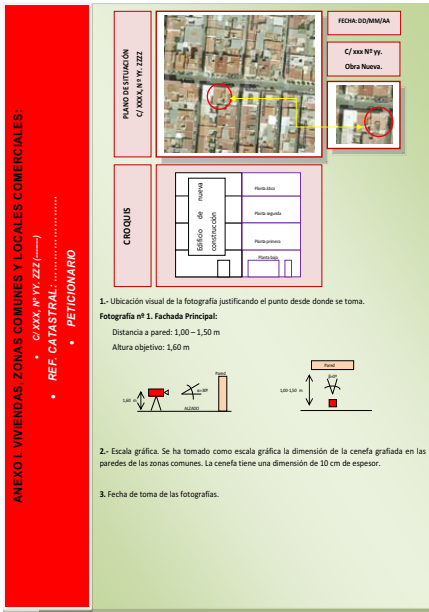 ANEXO I. VIVIENDAS, ZONAS COMUNES Y LOCALES COMERCIALES:
• C/ XXX, Nº YY. ZZZ (-------)
• REF. CATASTRAL: ........................
• PETICIONARIO
PLANO DE SITUACIÓN
C/ XXXX, Nº YY. ZZZZ
FECHA: DD/MM/AA
C/ xxx Nº yy.
Obra Nueva.
CROQUIS
Edificio de nueva
construcción
Planta ático
Planta segunda
Planta primera
Planta baja
1.- Ubicación visual de la fotografía justificando el punto desde donde se toma.
Fotografía nº 1. Fachada Principal:
Distancia a pared: 1,00 – 1,50 m
Altura objetivo: 1,60 m
Pared
1,60 m
ALZADO
Pared
1,00-1,50 m
2.- Escala gráfica. Se ha tomado como escala gráfica la dimensión de la cenefa grafiada en las
paredes de las zonas comunes. La cenefa tiene una dimensión de 10 cm de espesor.
3. Fecha de toma de las fotografías.